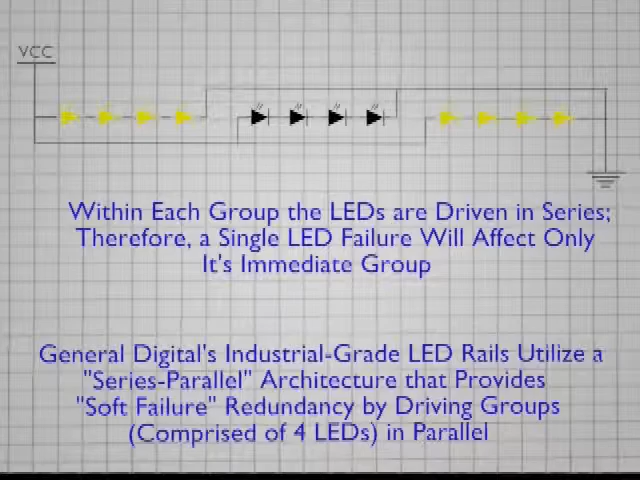 VCC
Within Each Group the LEDs are Driven in Series;
Therefore, a Single LED Failure Will Affect Only
It's Immediate Group
General Digital's Industrial-Grade LED Rails Utilize a
"Series-Parallel" Architecture that Provides
"Soft Failure" Redundancy by Driving Groups
(Comprised of 4 LEDs) in Parallel